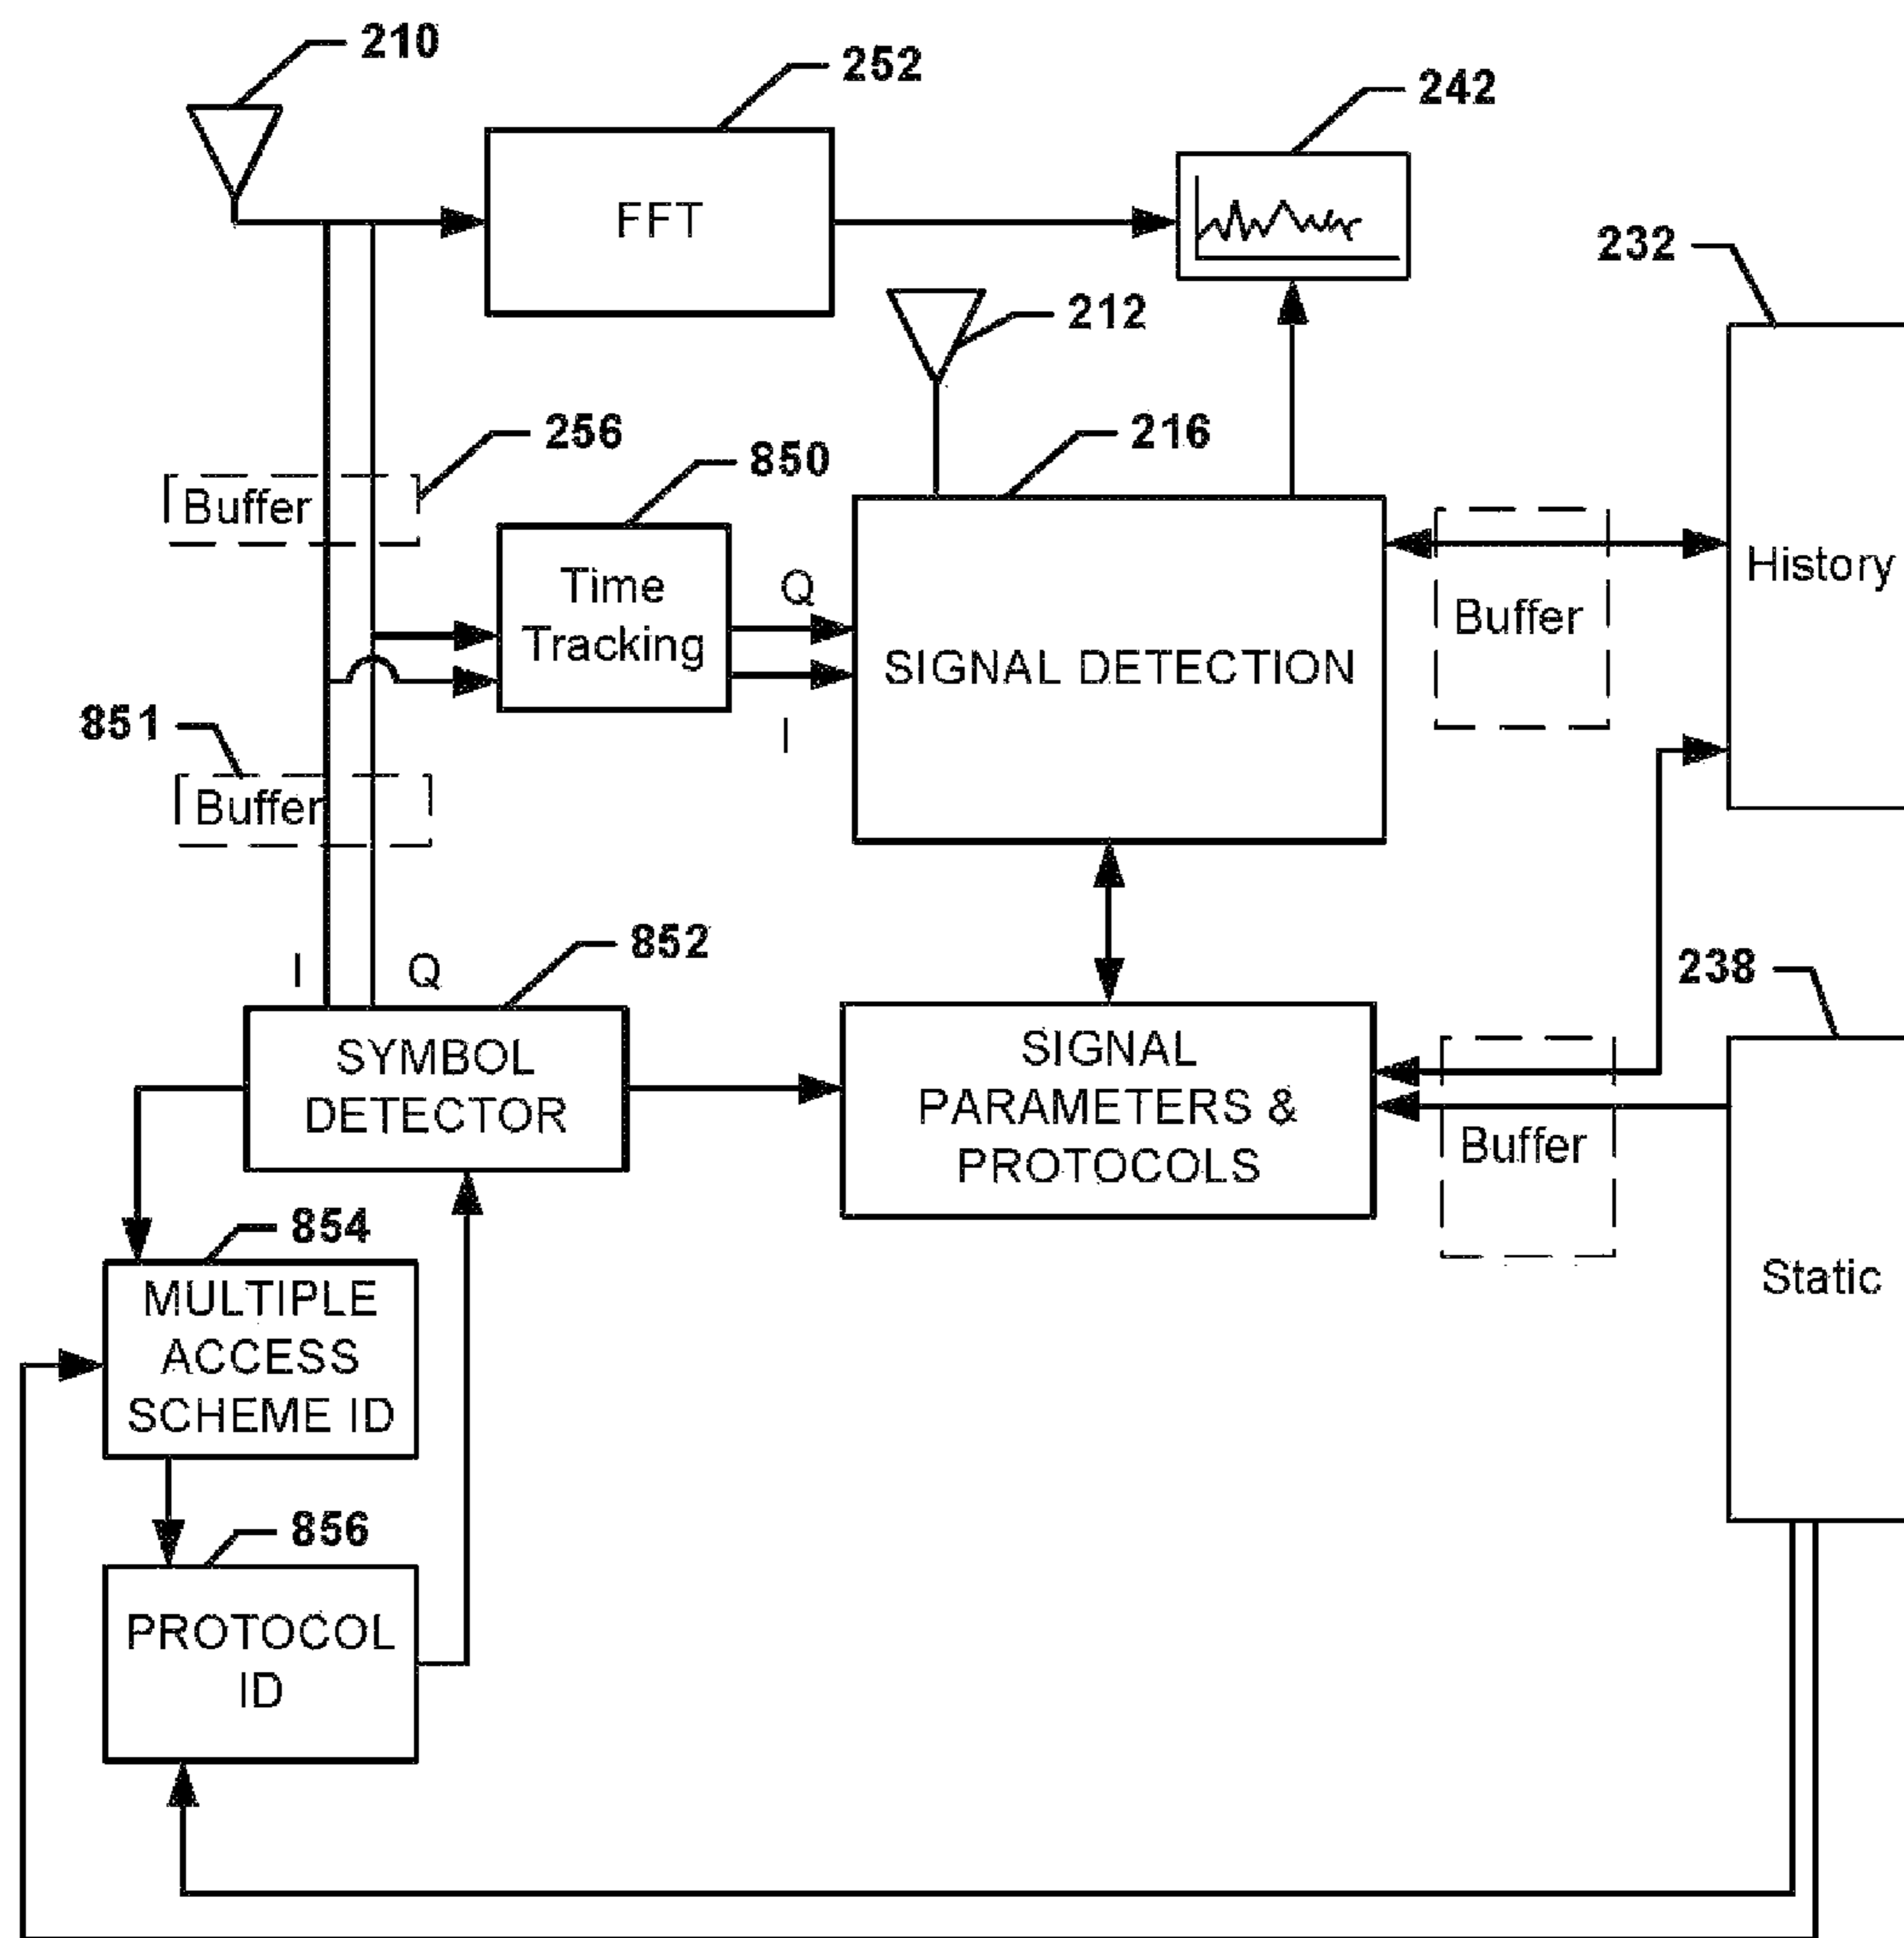 210
252
242
FFT
232
212
256
850
216
Buffer
Time
Tracking
Q
I
SIGNAL DETECTION
Buffer
History
851
Buffer
I
Q
852
238
SYMBOL
DETECTOR
SIGNAL
PARAMETERS &
PROTOCOLS
Buffer
Static
854
MULTIPLE
ACCESS
SCHEME ID
856
PROTOCOL
ID